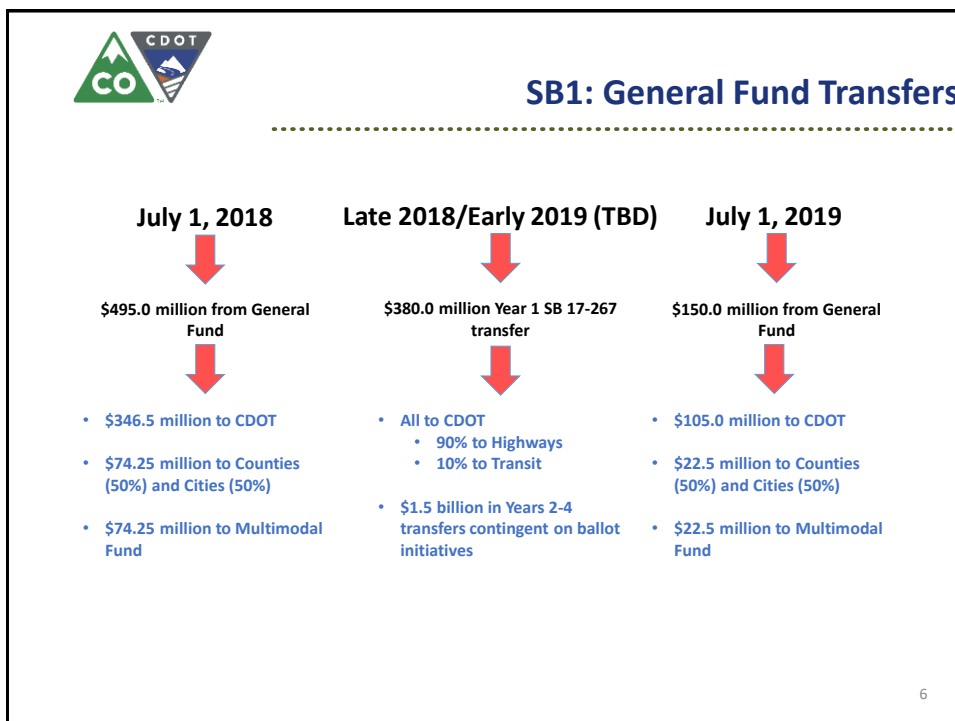 CDOT
CO
TM
SB1: General Fund Transfers
July 1, 2018
$495.0 million from General
Fund
• $346.5 million to CDOT
• $74.25 million to Counties
(50%) and Cities (50%)
• $74.25 million to Multimodal
Fund
Late 2018/Early 2019 (TBD)
$380.0 million Year 1 SB 17-267
transfer
• All to CDOT
• 90% to Highways
• 10% to Transit
• $1.5 billion in Years 2-4
transfers contingent on ballot
initiatives
July 1, 2019
$150.0 million from General
Fund
• $105.0 million to CDOT
• $22.5 million to Counties
(50%) and Cities (50%)
• $22.5 million to Multimodal
Fund
6